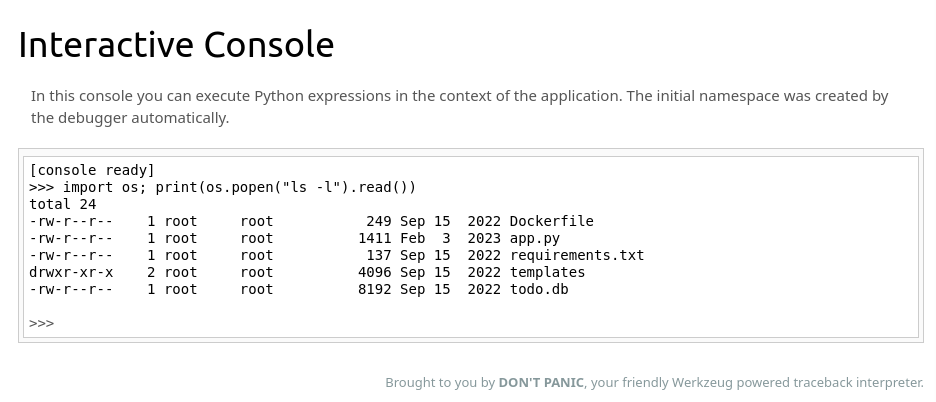 Interactive Console
In this console you can execute Python expressions in the context of the application. The initial namespace was created by
the debugger automatically.
[console ready]
>>> import os; print(os.popen("ls -l").read())
total 24
-rw-r--r--    1 root     root           249 Sep 15  2022 Dockerfile
-rw-r--r--    1 root     root          1411 Feb  3  2023 app.py
-rw-r--r--    1 root     root           137 Sep 15  2022 requirements.txt
drwxr-xr-x    2 root     root          4096 Sep 15  2022 templates
-rw-r--r--    1 root     root          8192 Sep 15  2022 todo.db
>>>
Brought to you by DON'T PANIC, your friendly Werkzeug powered traceback interpreter.